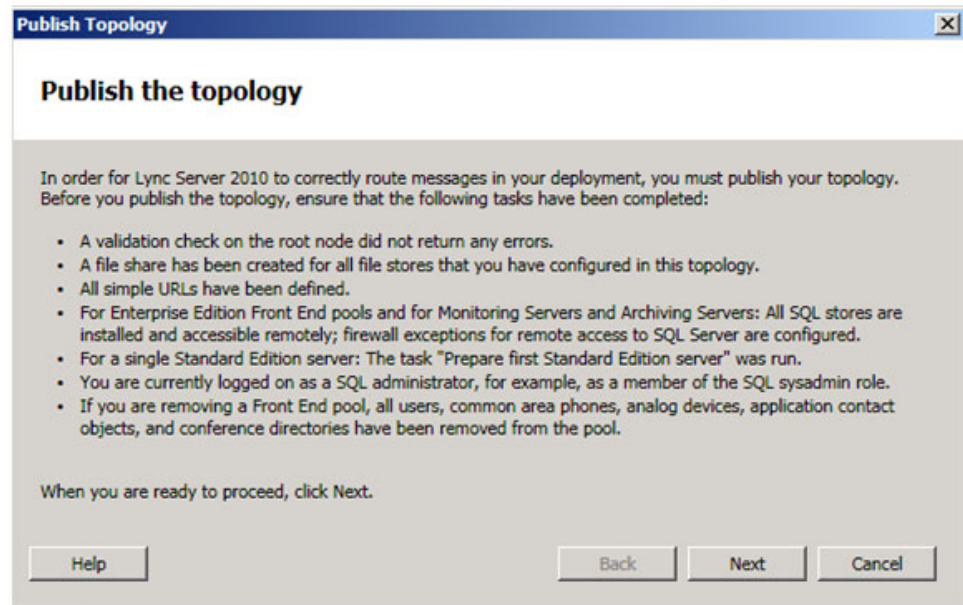 Publish Topology
Publish the topology
In order for Lync Server 2010 to correctly route messages in your deployment, you must publish your topology.
Before you publish the topology, ensure that the following tasks have been completed:
• A validation check on the root node did not return any errors.
• A file share has been created for all file stores that you have configured in this topology.
• All simple URLs have been defined.
• For Enterprise Edition Front End pools and for Monitoring Servers and Archiving Servers: All SQL stores are
installed and accessible remotely; firewall exceptions for remote access to SQL Server are configured.
• For a single Standard Edition server: The task "Prepare first Standard Edition server" was run.
• You are currently logged on as a SQL administrator, for example, as a member of the SQL sysadmin role.
• If you are removing a Front End pool, all users, common area phones, analog devices, application contact
objects, and conference directories have been removed from the pool.
When you are ready to proceed, click Next.
Help Back Next Cancel